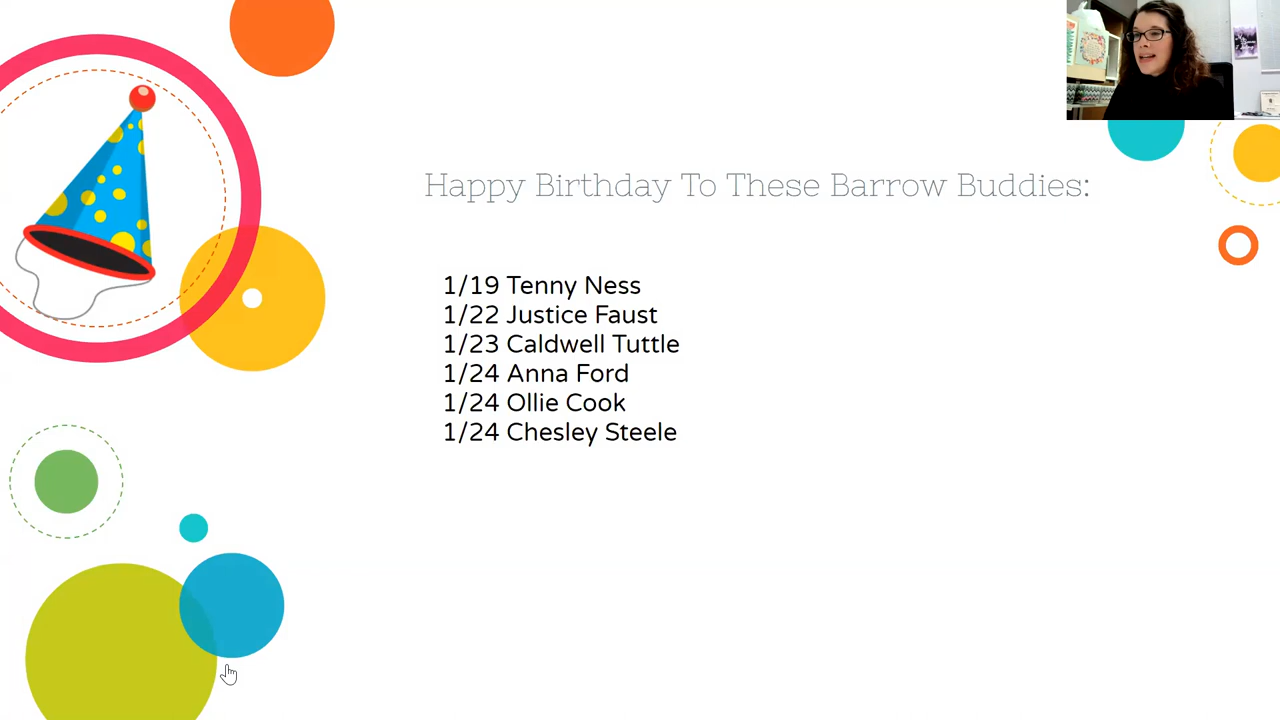 Happy Birthday To These Barrow Buddies:
1/19 Tenny Ness
1/22 Justice Faust
1/23 Caldwell Tuttle
1/24 Anna Ford
1/24 Ollie Cook
1/24 Chesley Steele